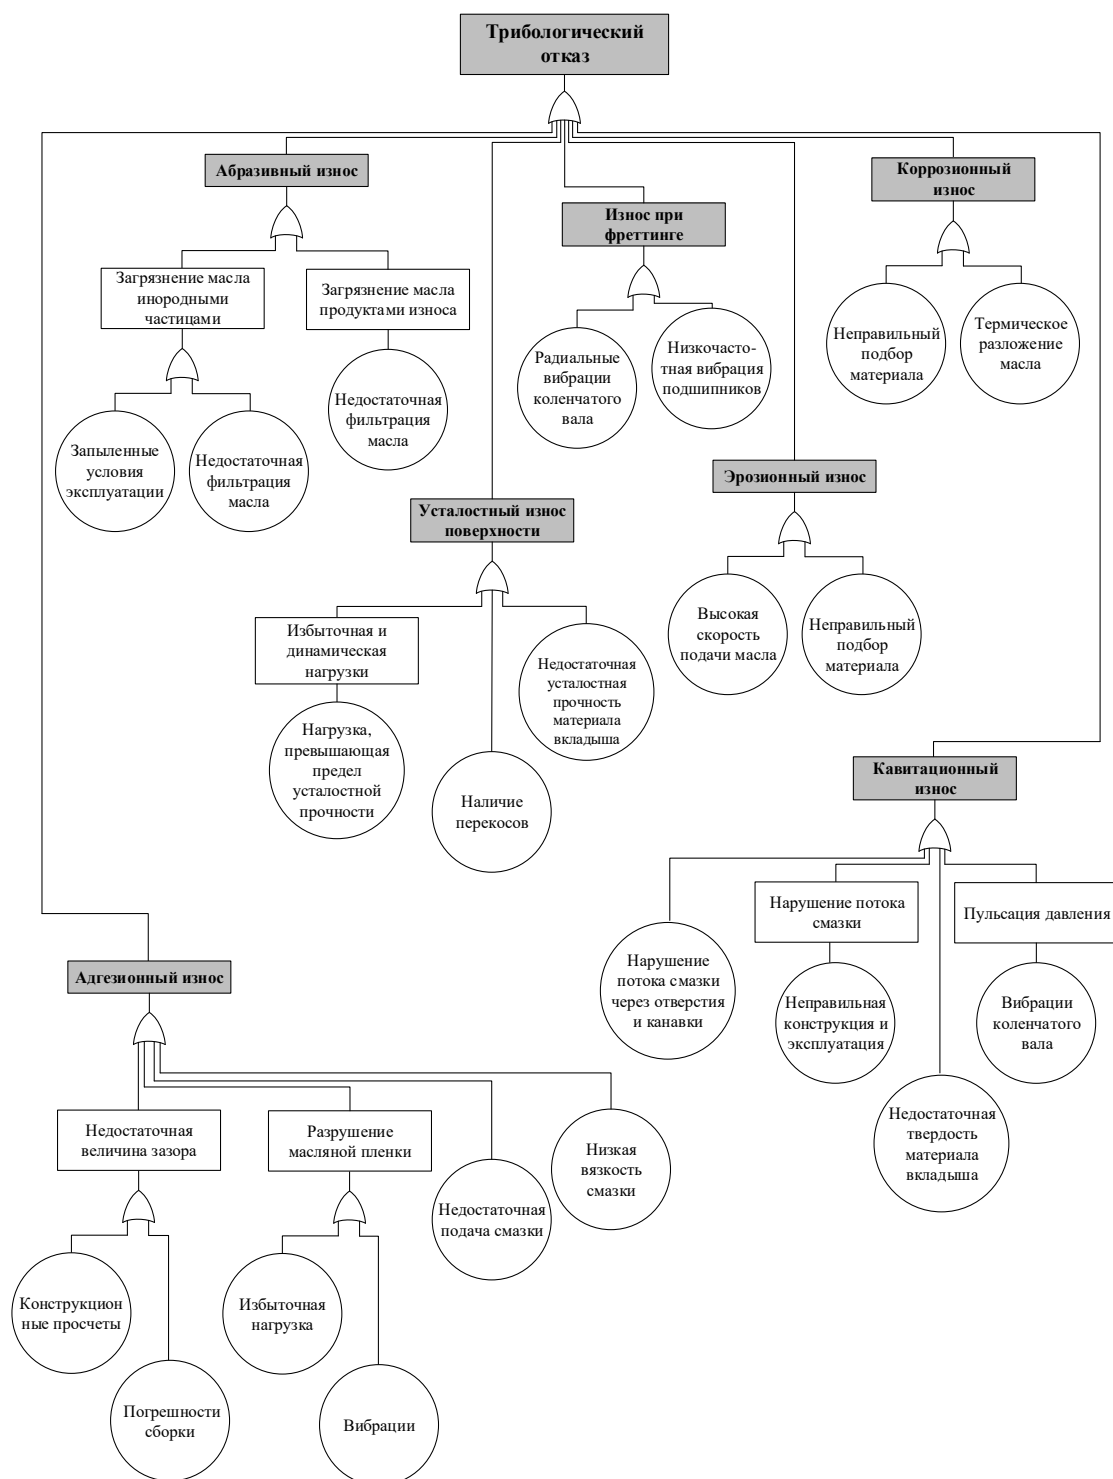 Трибологический
отказ
Абразивный износ
Коррозионный
износ
Износ при
фреттинге
Загрязнение масла
инородными
частицами
Загрязнение масла
продуктами износа
Неправильный
подбор
материала
Термическое
разложение
масла
Радиальные
вибрации
коленчатого
вала
Низкочасто-
тная вибрация
подшипников
Недостаточная
фильтрация
масла
Запыленные
условия
эксплуатации
Недостаточная
фильтрация
масла
Эрозионный износ
Усталостный износ
поверхности
Высокая
скорость
подачи масла
Неправильный
подбор
материала
Избыточная и
динамическая
нагрузки
Недостаточная
усталостная
прочность
материала
вкладыша
Нагрузка,
превышающая
предел
усталостной
прочности
Наличие
перекосов
Кавитационный
износ
Нарушение потока
смазки
Пульсация давления
Нарушение
потока смазки
через отверстия
и канавки
Неправильная
конструкция и
эксплуатация
Вибрации
коленчатого
вала
Недостаточная
твердость
материала
вкладыша
Адгезионный износ
Недостаточная
величина зазора
Разрушение
масляной пленки
Недостаточная
подача смазки
Низкая
вязкость
смазки
Конструкцион
ные просчеты
Избыточная
нагрузка
Погрешности
сборки
Вибрации